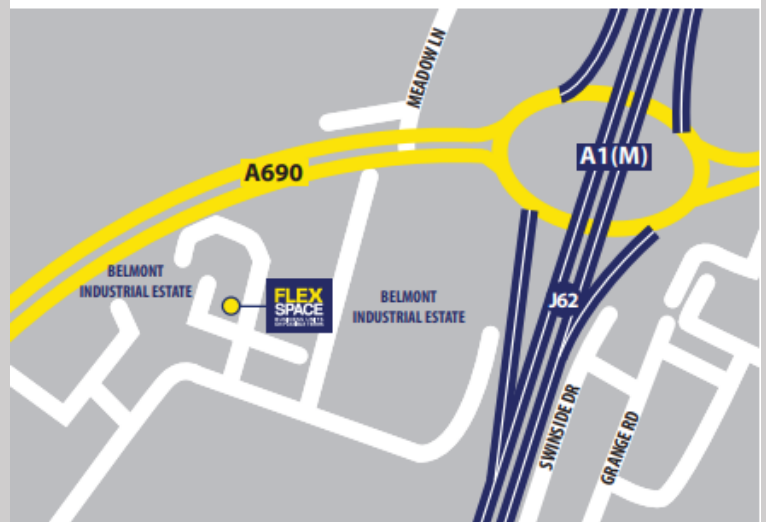 MEADOW LN
A1(M)
A690
BELMONT
INDUSTRIAL ESTATE
FLEX
SPACE
BELMONT
INDUSTRIAL ESTATE
J62
SWINSIDE DR
GRANGE RD